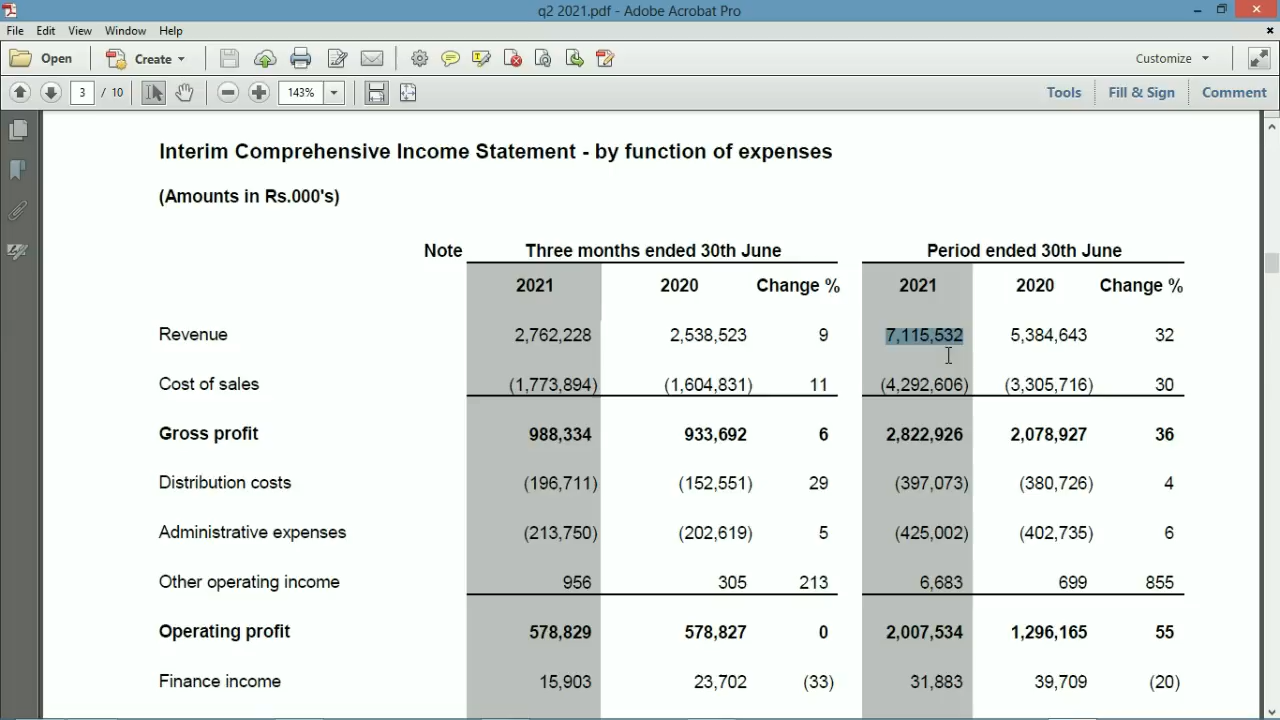 q2 2021.pdf - Adobe Acrobat Pro
File Edit View Window Help
Open Create Customize
3 / 10 143% Tools Fill & Sign Comment
Interim Comprehensive Income Statement - by function of expenses
(Amounts in Rs.000's)
Note Three months ended 30th June Period ended 30th June
2021 2020 Change % 2021 2020 Change %
Revenue 2,762,228 2,538,523 9 7,115,532 5,384,643 32
Cost of sales (1,773,894) (1,604,831) 11 (4,292,606) (3,305,716) 30
Gross profit 988,334 933,692 6 2,822,926 2,078,927 36
Distribution costs (196,711) (152,551) 29 (397,073) (380,726) 4
Administrative expenses (213,750) (202,619) 5 (425,002) (402,735) 6
Other operating income 956 305 213 6,683 699 855
Operating profit 578,829 578,827 0 2,007,534 1,296,165 55
Finance income 15,903 23,702 (33) 31,883 39,709 (20)